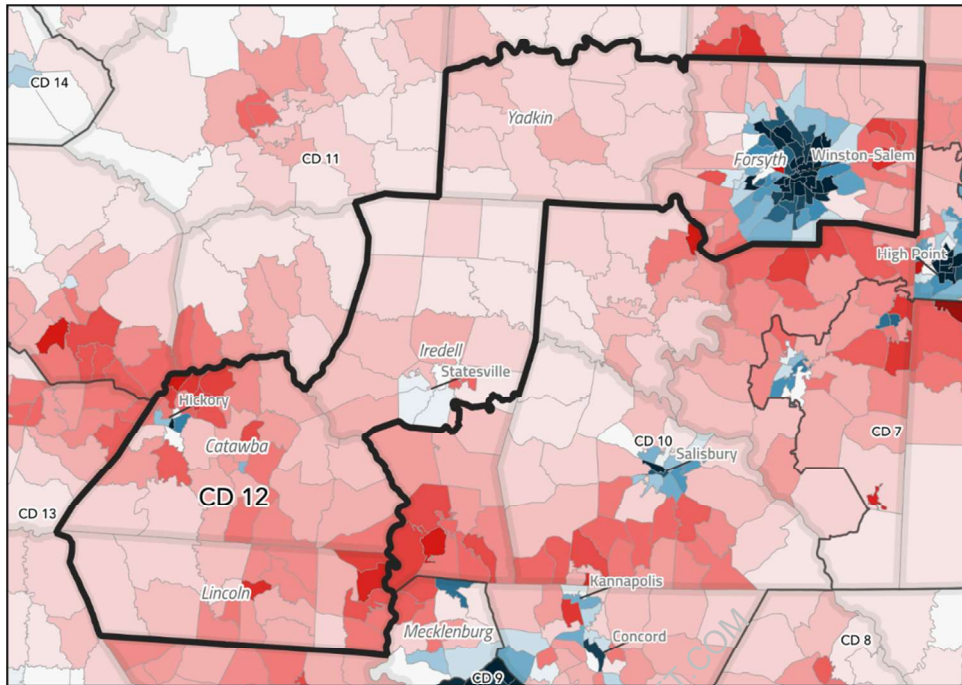 CD 14
CD 11
Yadkin
Forsyth
Winston-Salem
High Point
Iredell
Statesville
HIckory
Catawba
CD 10
Salisbury
CD 7
CD 12
CD 13
Lincoln
Kannapolis
Mecklenburg
Concord
CD 8
CD 9